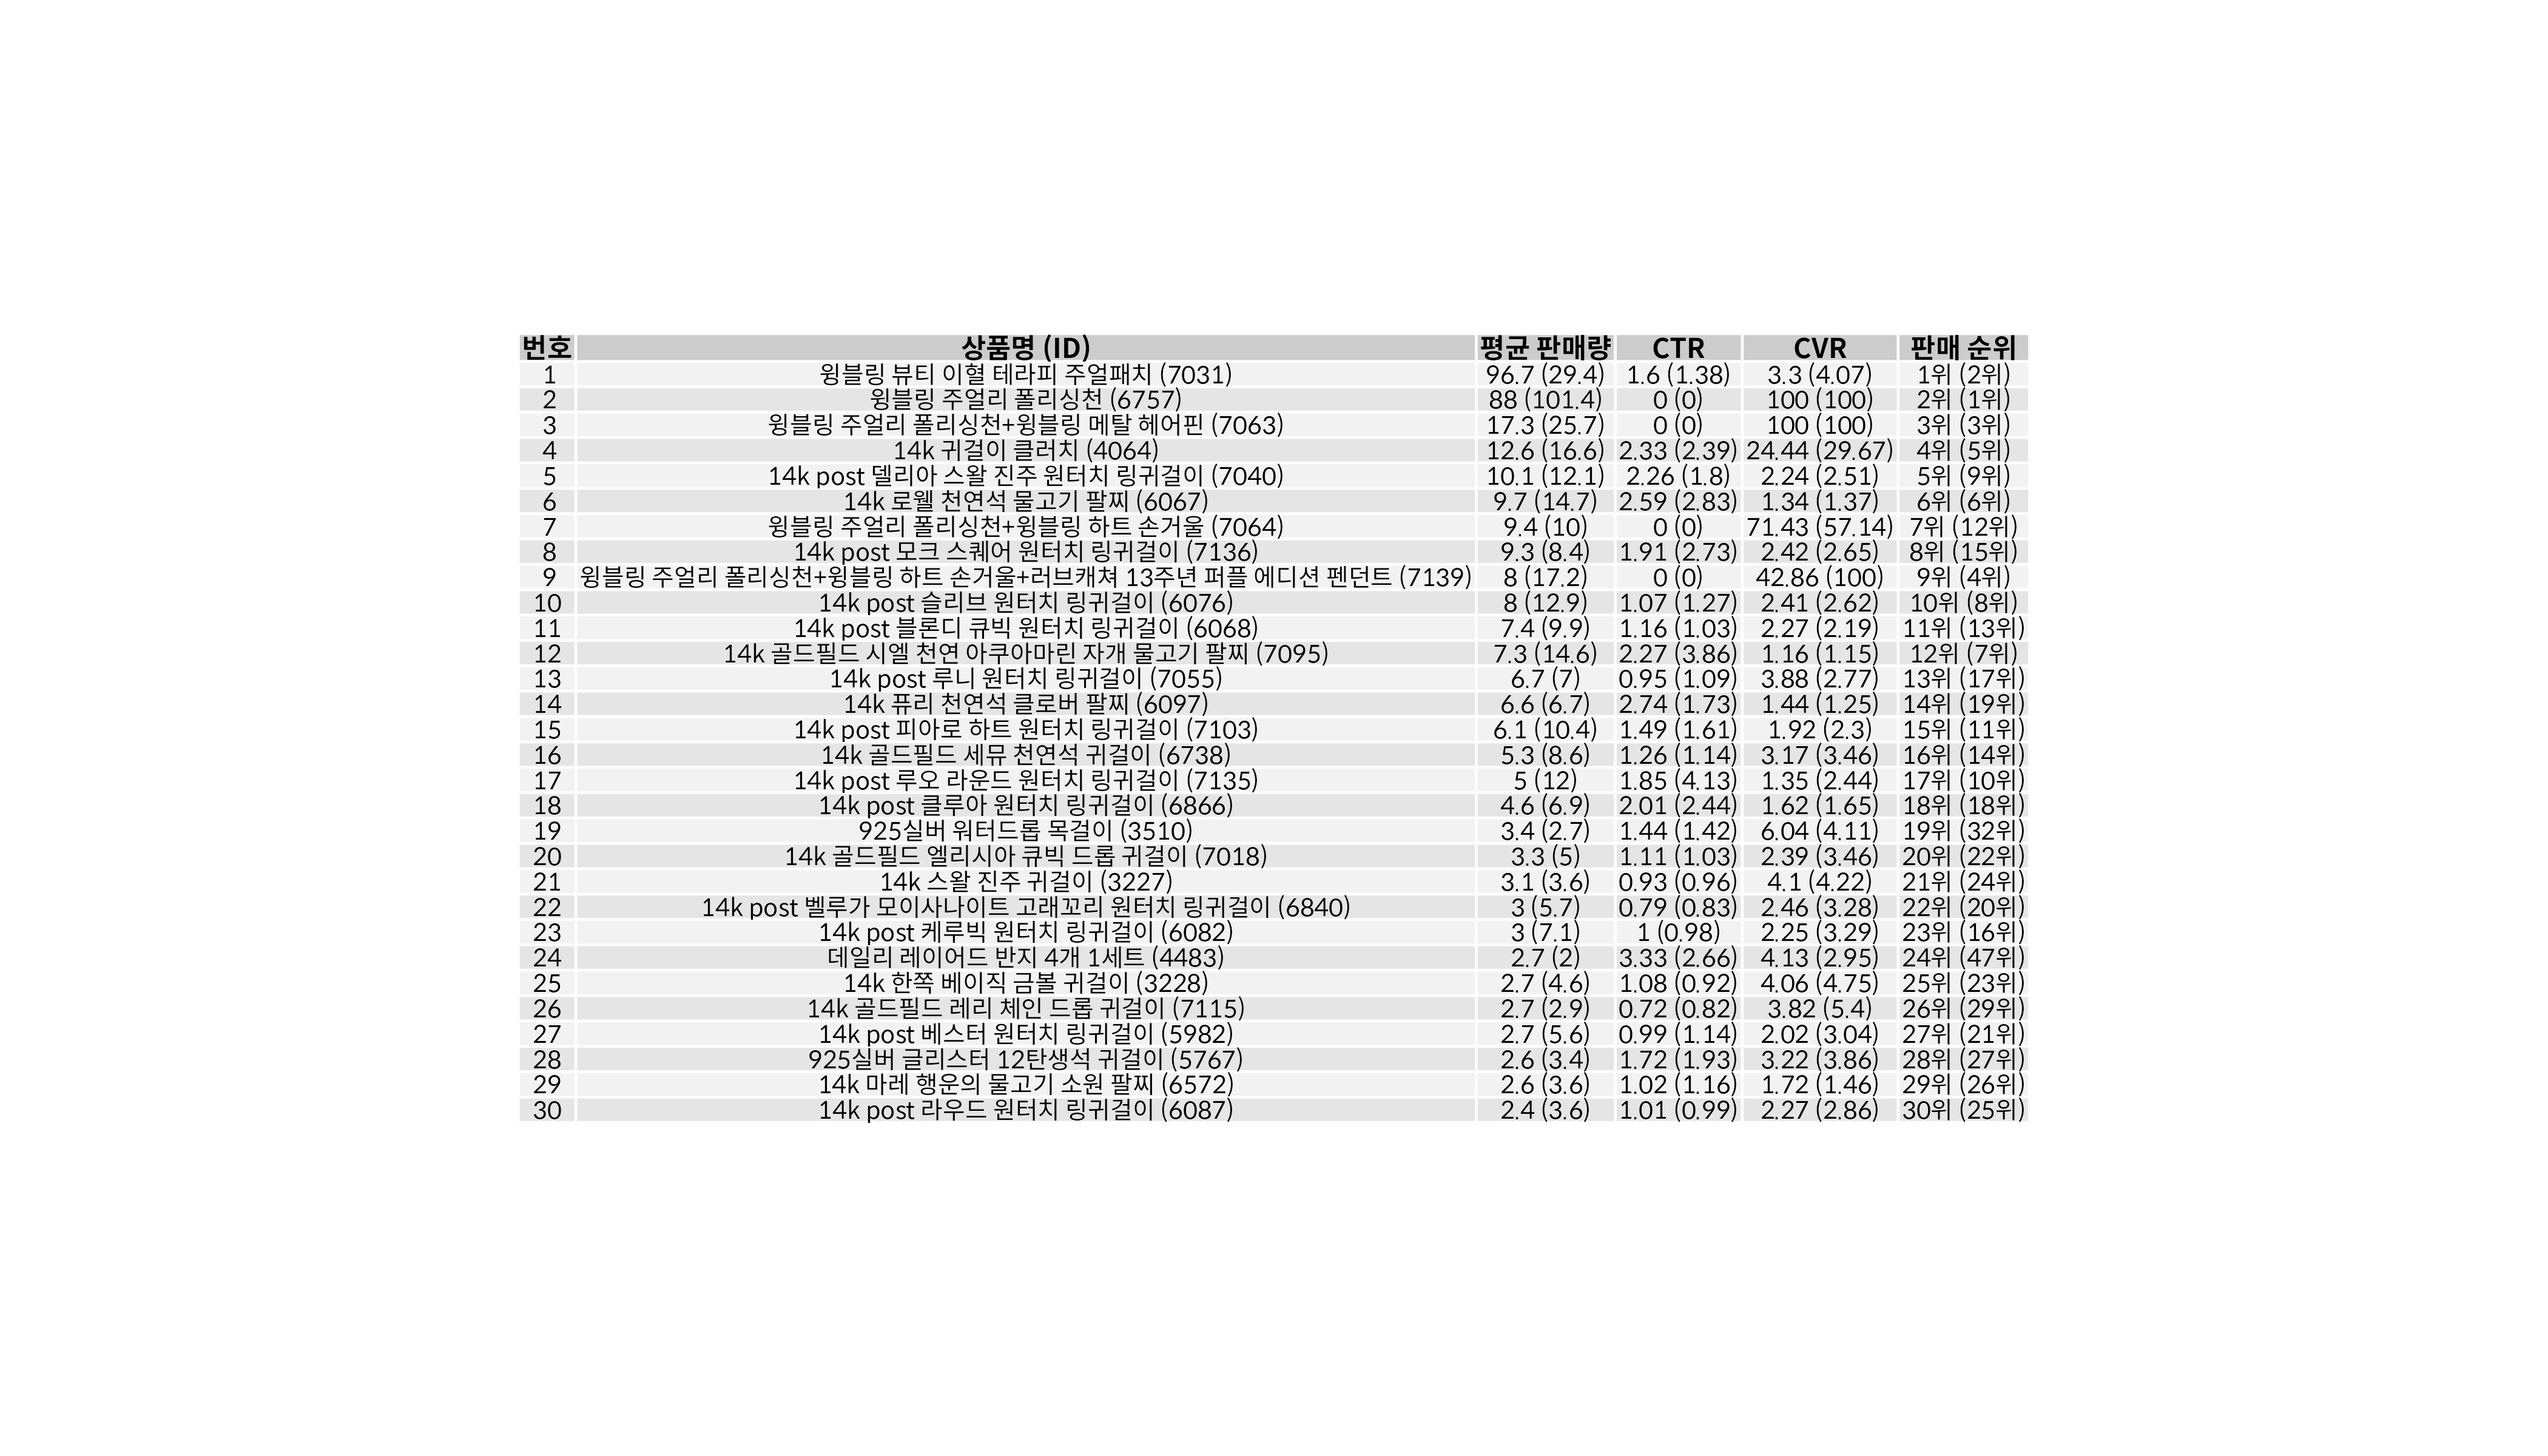 번호 상품명 (ID) 평균 판매량 CTR CVR 판매 순위
1 윙블링 뷰티 이혈 테라피 주얼패치 (7031) 96.7 (29.4) 1.6 (1.38) 3.3 (4.07) 1위 (2위)
2 윙블링 주얼리 폴리싱천 (6757) 88 (101.4) 0 (0) 100 (100) 2위 (1위)
3 윙블링 주얼리 폴리싱천+윙블링 메탈 헤어핀 (7063) 17.3 (25.7) 0 (0) 100 (100) 3위 (3위)
4 14k 귀걸이 클러치 (4064) 12.6 (16.6) 2.33 (2.39) 24.44 (29.67) 4위 (5위)
5 14k post 델리아 스왈 진주 원터치 링귀걸이 (7040) 10.1 (12.1) 2.26 (1.8) 2.24 (2.51) 5위 (9위)
6 14k 로웰 천연석 물고기 팔찌 (6067) 9.7 (14.7) 2.59 (2.83) 1.34 (1.37) 6위 (6위)
7 윙블링 주얼리 폴리싱천+윙블링 하트 손거울 (7064) 9.4 (10) 0 (0) 71.43 (57.14) 7위 (12위)
8 14k post 모크 스퀘어 원터치 링귀걸이 (7136) 9.3 (8.4) 1.91 (2.73) 2.42 (2.65) 8위 (15위)
9 윙블링 주얼리 폴리싱천+윙블링 하트 손거울+러브캐쳐 13주년 퍼플 에디션 펜던트 (7139) 8 (17.2) 0 (0) 42.86 (100) 9위 (4위)
10 14k post 슬리브 원터치 링귀걸이 (6076) 8 (12.9) 1.07 (1.27) 2.41 (2.62) 10위 (8위)
11 14k post 블론디 큐빅 원터치 링귀걸이 (6068) 7.4 (9.9) 1.16 (1.03) 2.27 (2.19) 11위 (13위)
12 14k 골드필드 시엘 천연 아쿠아마린 자개 물고기 팔찌 (7095) 7.3 (14.6) 2.27 (3.86) 1.16 (1.15) 12위 (7위)
13 14k post 루니 원터치 링귀걸이 (7055) 6.7 (7) 0.95 (1.09) 3.88 (2.77) 13위 (17위)
14 14k 퓨리 천연석 클로버 팔찌 (6097) 6.6 (6.7) 2.74 (1.73) 1.44 (1.25) 14위 (19위)
15 14k post 피아로 하트 원터치 링귀걸이 (7103) 6.1 (10.4) 1.49 (1.61) 1.92 (2.3) 15위 (11위)
16 14k 골드필드 세뮤 천연석 귀걸이 (6738) 5.3 (8.6) 1.26 (1.14) 3.17 (3.46) 16위 (14위)
17 14k post 루오 라운드 원터치 링귀걸이 (7135) 5 (12) 1.85 (4.13) 1.35 (2.44) 17위 (10위)
18 14k post 클루아 원터치 링귀걸이 (6866) 4.6 (6.9) 2.01 (2.44) 1.62 (1.65) 18위 (18위)
19 925실버 워터드롭 목걸이 (3510) 3.4 (2.7) 1.44 (1.42) 6.04 (4.11) 19위 (32위)
20 14k 골드필드 엘리시아 큐빅 드롭 귀걸이 (7018) 3.3 (5) 1.11 (1.03) 2.39 (3.46) 20위 (22위)
21 14k 스왈 진주 귀걸이 (3227) 3.1 (3.6) 0.93 (0.96) 4.1 (4.22) 21위 (24위)
22 14k post 벨루가 모이사나이트 고래꼬리 원터치 링귀걸이 (6840) 3 (5.7) 0.79 (0.83) 2.46 (3.28) 22위 (20위)
23 14k post 케루빅 원터치 링귀걸이 (6082) 3 (7.1) 1 (0.98) 2.25 (3.29) 23위 (16위)
24 데일리 레이어드 반지 4개 1세트 (4483) 2.7 (2) 3.33 (2.66) 4.13 (2.95) 24위 (47위)
25 14k 한쪽 베이직 금볼 귀걸이 (3228) 2.7 (4.6) 1.08 (0.92) 4.06 (4.75) 25위 (23위)
26 14k 골드필드 레리 체인 드롭 귀걸이 (7115) 2.7 (2.9) 0.72 (0.82) 3.82 (5.4) 26위 (29위)
27 14k post 베스터 원터치 링귀걸이 (5982) 2.7 (5.6) 0.99 (1.14) 2.02 (3.04) 27위 (21위)
28 925실버 글리스터 12탄생석 귀걸이 (5767) 2.6 (3.4) 1.72 (1.93) 3.22 (3.86) 28위 (27위)
29 14k 마레 행운의 물고기 소원 팔찌 (6572) 2.6 (3.6) 1.02 (1.16) 1.72 (1.46) 29위 (26위)
30 14k post 라우드 원터치 링귀걸이 (6087) 2.4 (3.6) 1.01 (0.99) 2.27 (2.86) 30위 (25위)